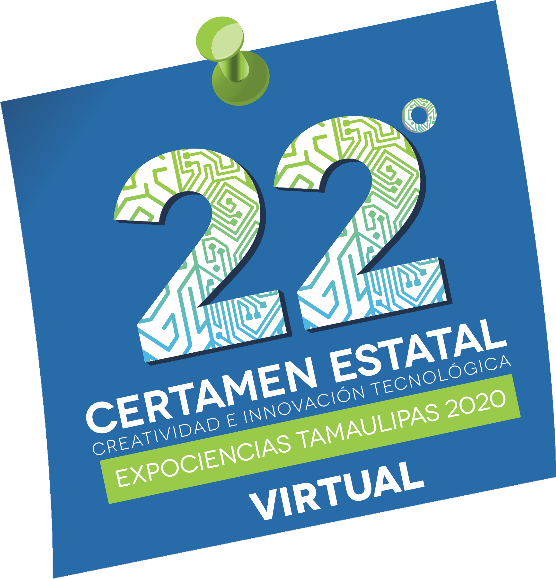 22°
CERTAMEN ESTATAL
CREATIVIDAD E INNOVACIÓN TECNOLÓGICA
EXPOCIENCIAS TAMAULIPAS 2020
VIRTUAL